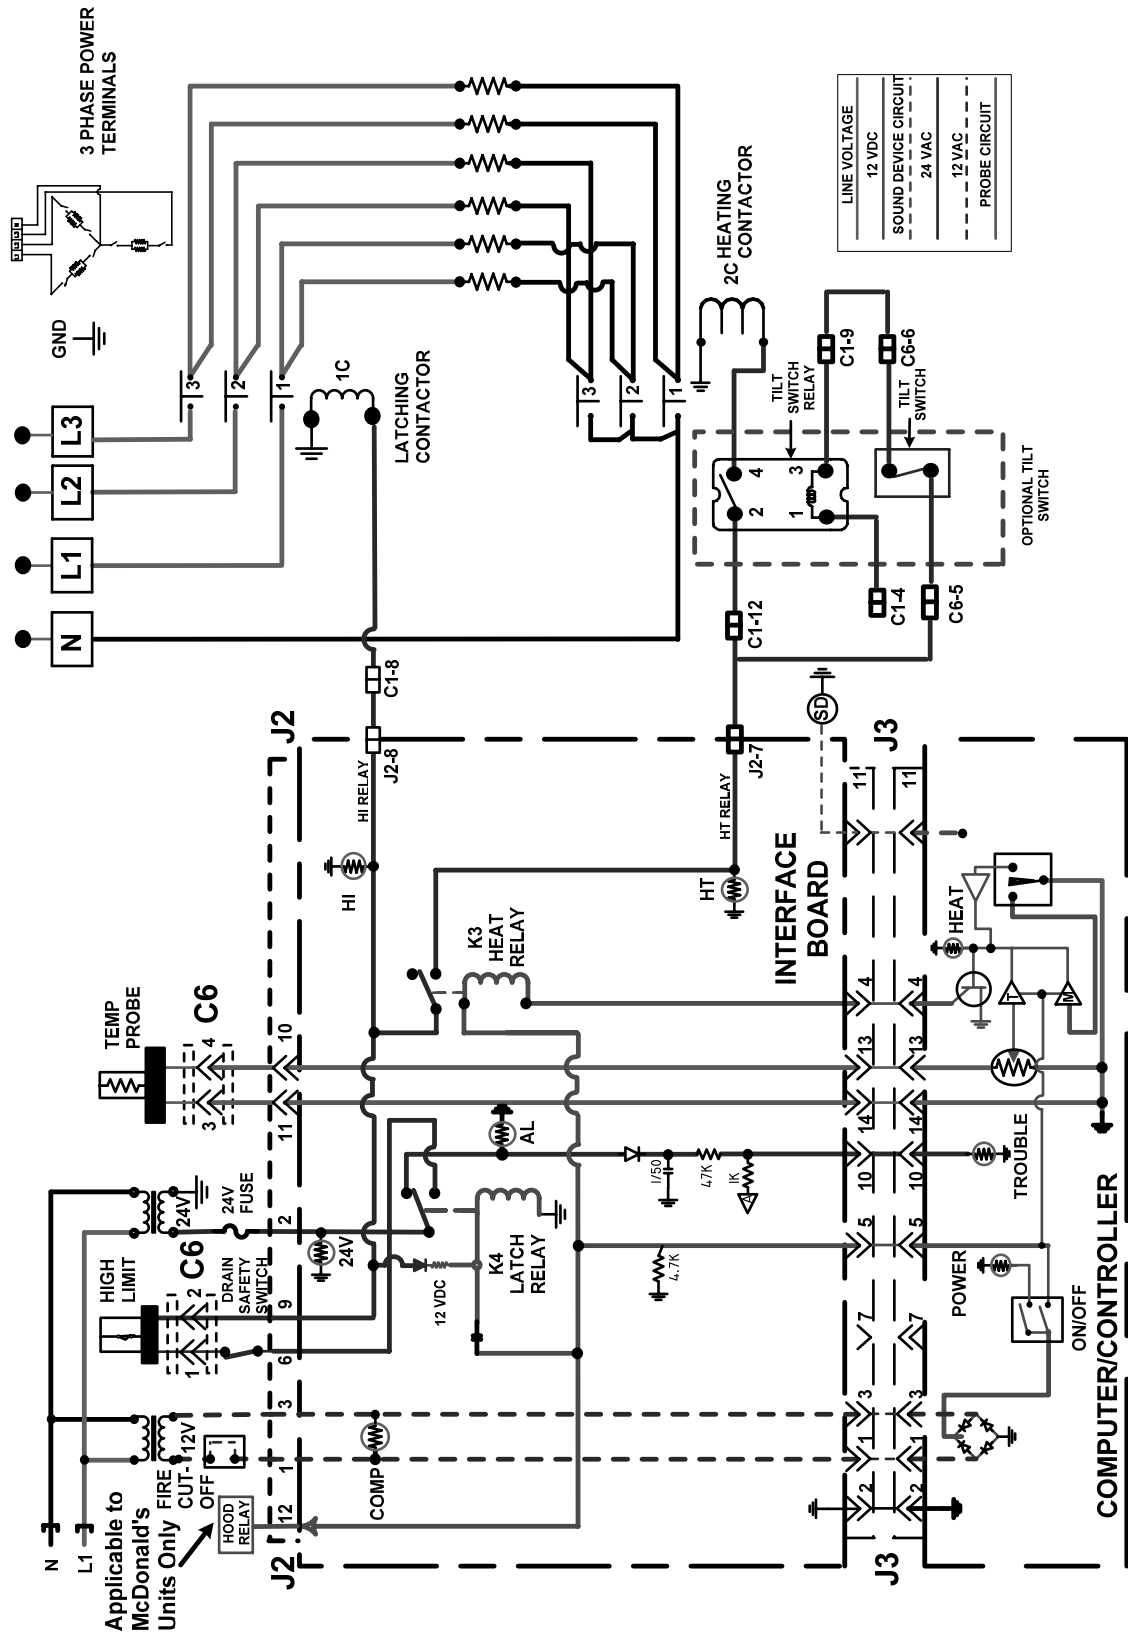 3 PHASE POWER
TERMINALS
GND
L3
L2
L1
N
3
2
1
1C
LATCHING
CONTACTOR
2C HEATING
CONTACTOR
3
2
1
LINE VOLTAGE
12 VDC
SOUND DEVICE CIRCUIT
24 VAC
12 VAC
PROBE CIRCUIT
TILT
SWITCH
RELAY
C1-9
C6-6
TILT
SWITCH
4
3
2
1
OPTIONAL TILT
SWITCH
C1-12
C1-4
C6-5
C1-8
J2
J2-8
HI RELAY
J2-7
HT RELAY
SD
J3
11
11
HI
HT
INTERFACE
BOARD
K3
HEAT
RELAY
HEAT
TEMP
PROBE
C6
4
3
10
11
4
4
13
13
14
14
T
M
AL
1/50
47K
1K
A
10
10
TROUBLE
24V
24V
FUSE
2
24V
HIGH
LIMIT
C6
2
1
DRAIN
SAFETY
SWITCH
9
6
12 VDC
K4
LATCH
RELAY
4.7K
5
5
POWER
7
7
ON/OFF
3
12V
1
FIRE
CUT-
OFF
COMP
3
3
1
1
2
2
N
L1
Applicable to
McDonald's
Units Only
HOOD
RELAY
12
J2
J3
COMPUTER/CONTROLLER